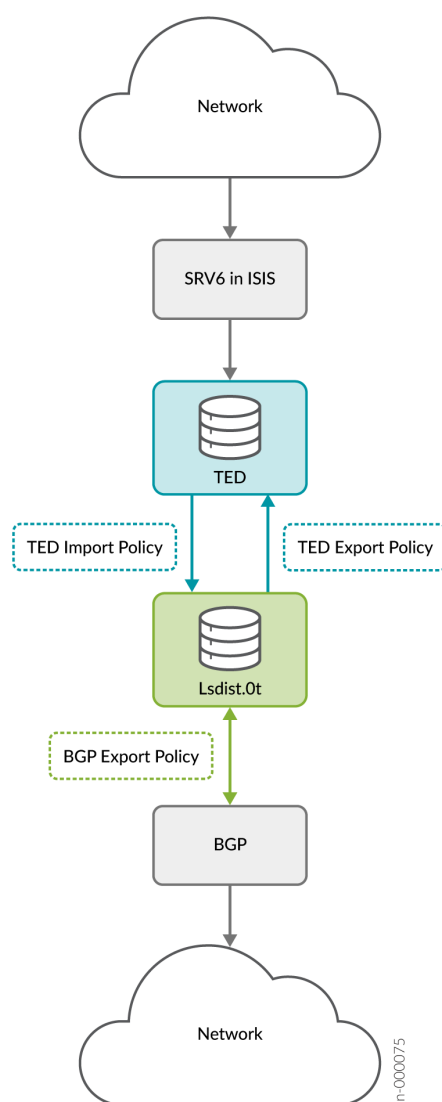 Network
SRV6 in ISIS
TED
TED Import Policy
TED Export Policy
Lsdist.0t
BGP Export Policy
BGP
Network
n-000075